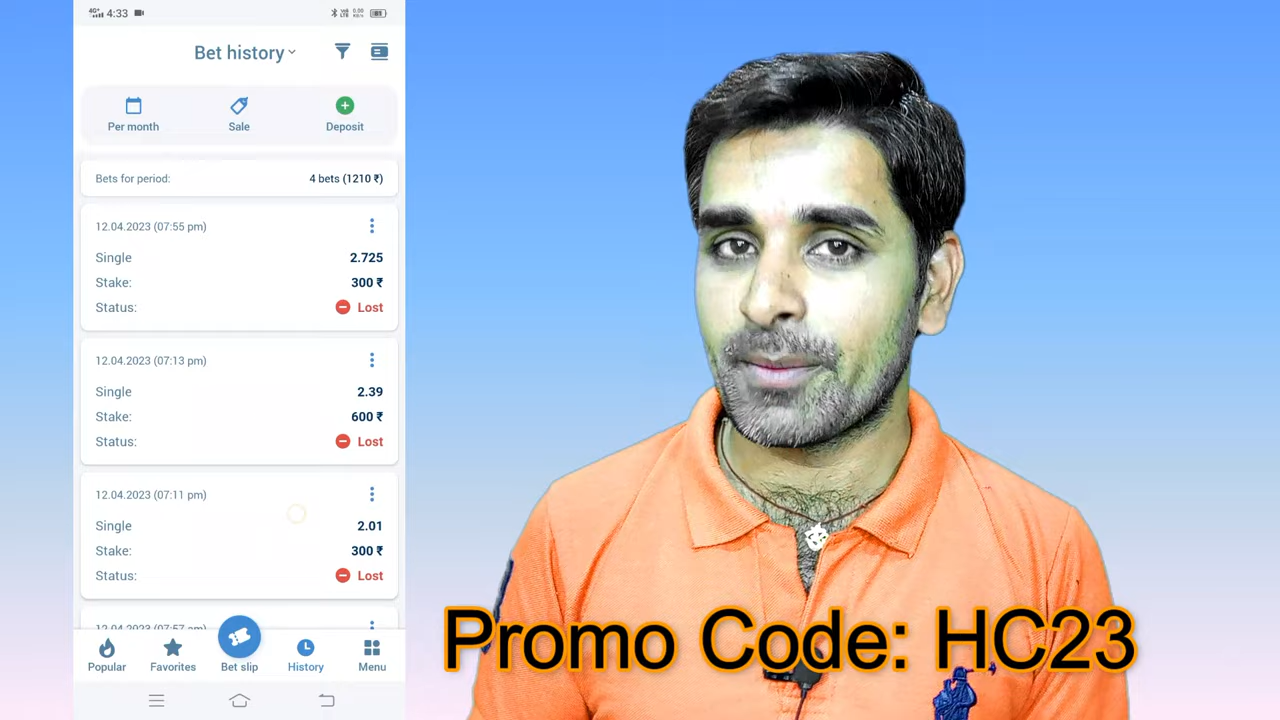 4G+ 4:33
Bet history
Per month
Sale
Deposit
Bets for period: 4 bets (1210 ₹)
12.04.2023 (07:55 pm)
Single 2.725
Stake: 300 ₹
Status: Lost
12.04.2023 (07:13 pm)
Single 2.39
Stake: 600 ₹
Status: Lost
12.04.2023 (07:11 pm)
Single 2.01
Stake: 300 ₹
Status: Lost
Popular
Favorites
Bet slip
History
Menu
Promo Code: HC23